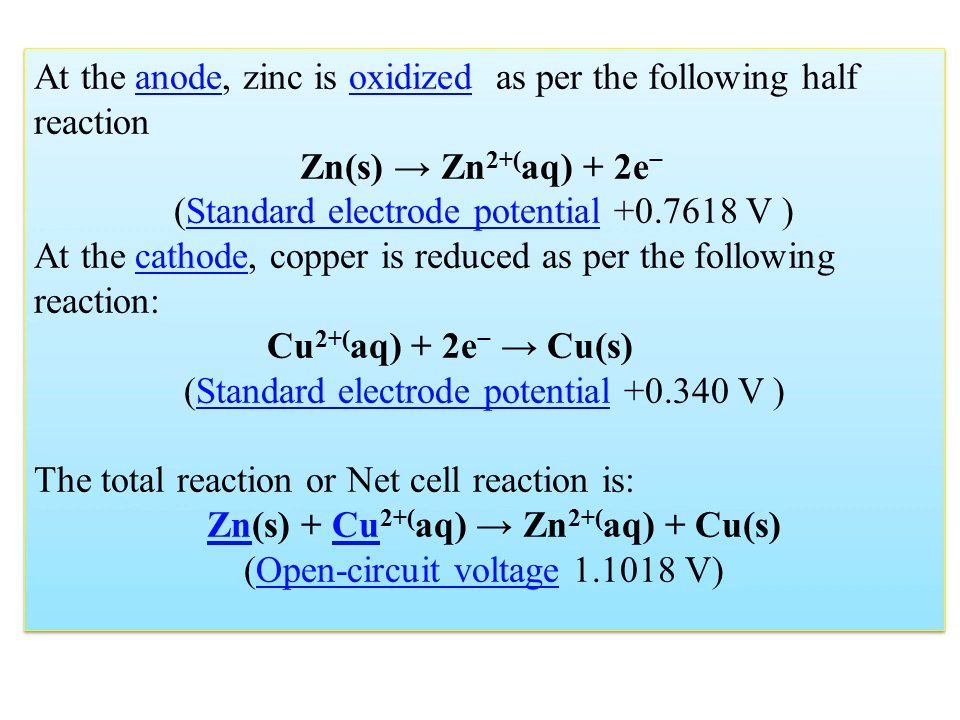 At the anode, zinc is oxidized  as per the following half
reaction
Zn(s) → Zn²⁺⁽aq) + 2e⁻
(Standard electrode potential +0.7618 V )
At the cathode, copper is reduced as per the following
reaction:
Cu²⁺⁽aq) + 2e⁻ → Cu(s)
(Standard electrode potential +0.340 V )
The total reaction or Net cell reaction is:
Zn(s) + Cu²⁺⁽aq) → Zn²⁺⁽aq) + Cu(s)
(Open-circuit voltage 1.1018 V)